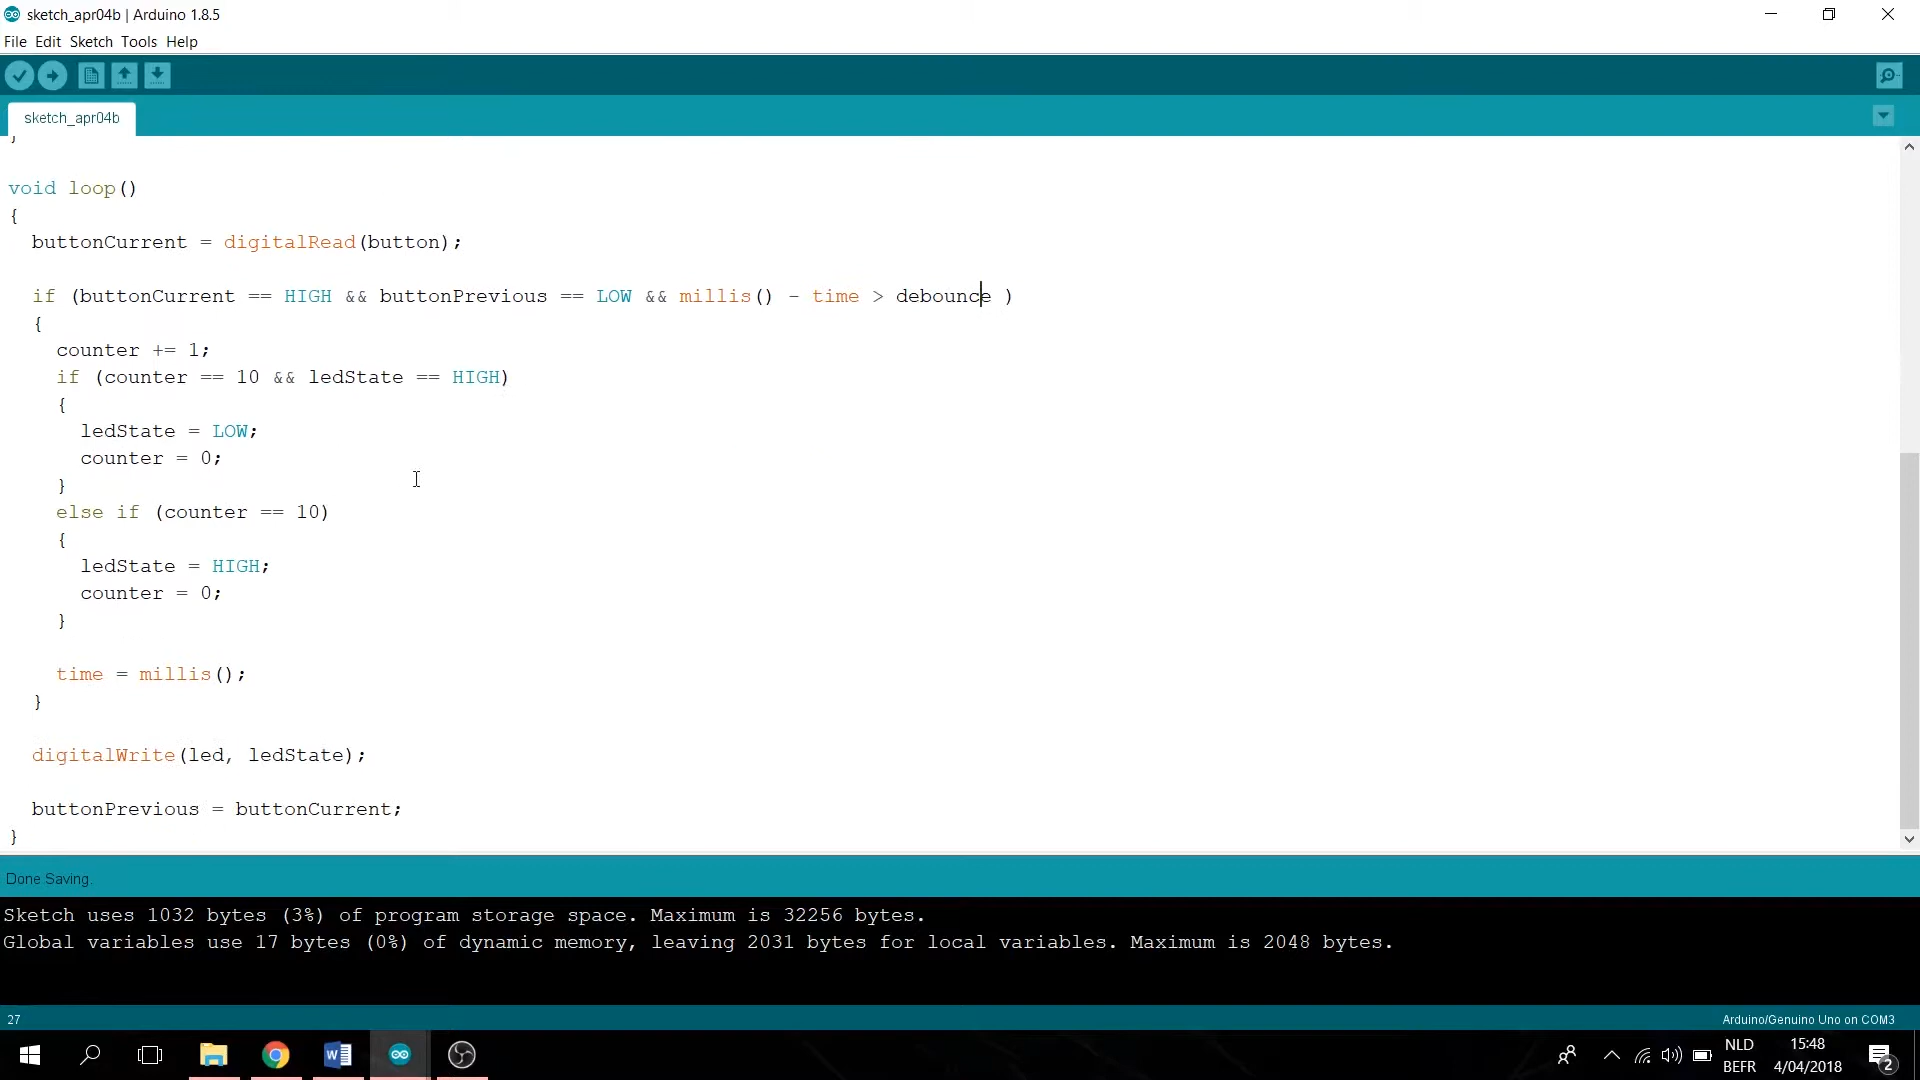 sketch_apr04b | Arduino 1.8.5
File Edit Sketch Tools Help
sketch_apr04b
}
void loop()
{
buttonCurrent = digitalRead(button);
if (buttonCurrent == HIGH && buttonPrevious == LOW && millis() - time > debounce )
{
counter += 1;
if (counter == 10 && ledState == HIGH)
{
ledState = LOW;
counter = 0;
}
else if (counter == 10)
{
ledState = HIGH;
counter = 0;
}
time = millis();
}
digitalWrite(led, ledState);
buttonPrevious = buttonCurrent;
}
Done Saving.
Sketch uses 1032 bytes (3%) of program storage space. Maximum is 32256 bytes.
Global variables use 17 bytes (0%) of dynamic memory, leaving 2031 bytes for local variables. Maximum is 2048 bytes.
27
Arduino/Genuino Uno on COM3
NLD
BEFR
15:48
4/04/2018
2